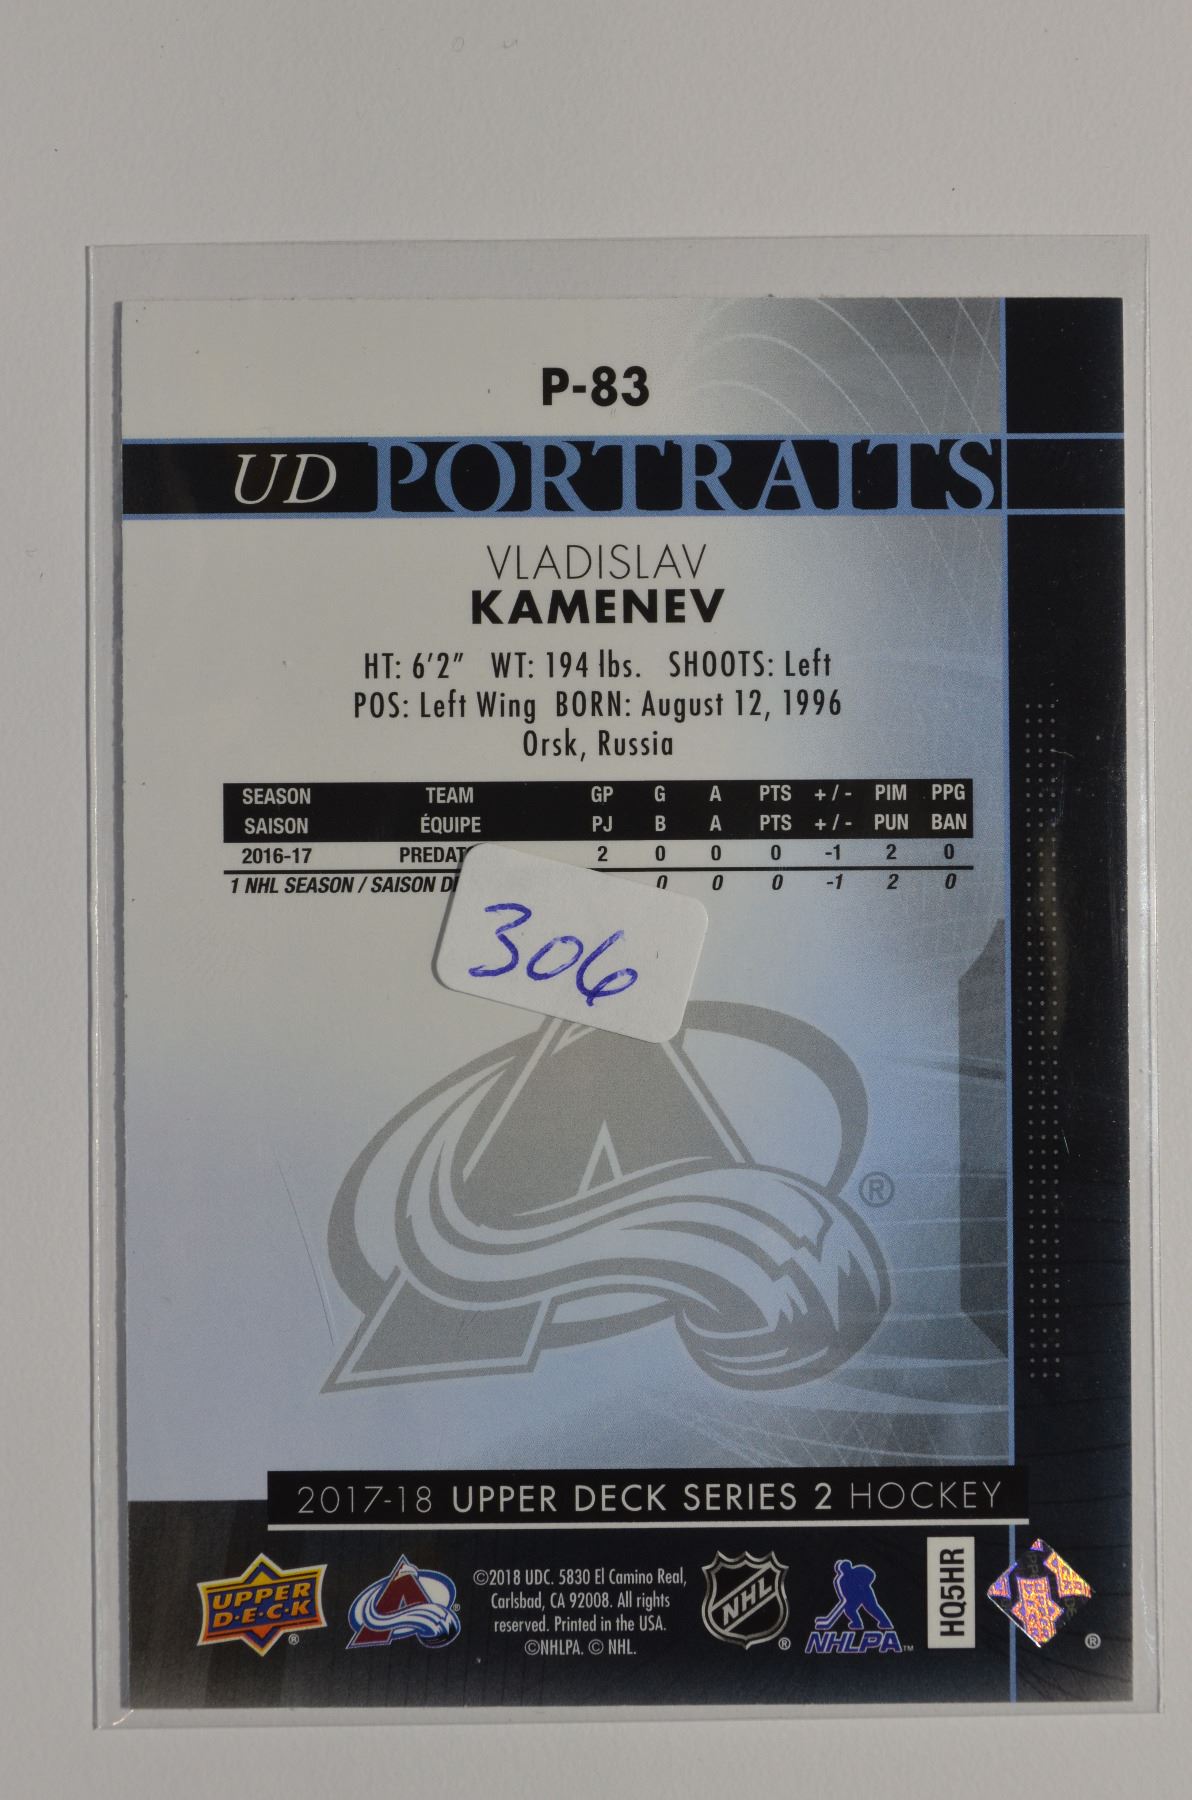 P-83
UD PORTRAITS
VLADISLAV
KAMENEV
HT: 6'2" WT: 194 lbs. SHOOTS: Left
POS: Left Wing BORN: August 12, 1996
Orsk, Russia
SEASON TEAM GP G A PTS +/- PIM PPG
SAISON ÉQUIPE PJ B A PTS +/- PUN BAN
2016-17 PREDAT 2 0 0 0 -1 2 0
1 NHL SEASON / SAISON D 0 0 0 -1 2 0
306
®
2017-18 UPPER DECK SERIES 2 HOCKEY
UPPER
D·E·C·K
®
®
©2018 UDC. 5830 El Camino Real,
Carlsbad, CA 92008. All rights
reserved. Printed in the USA.
©NHLPA. © NHL.
NHL
®
NHLPA™
HQ5HR
®